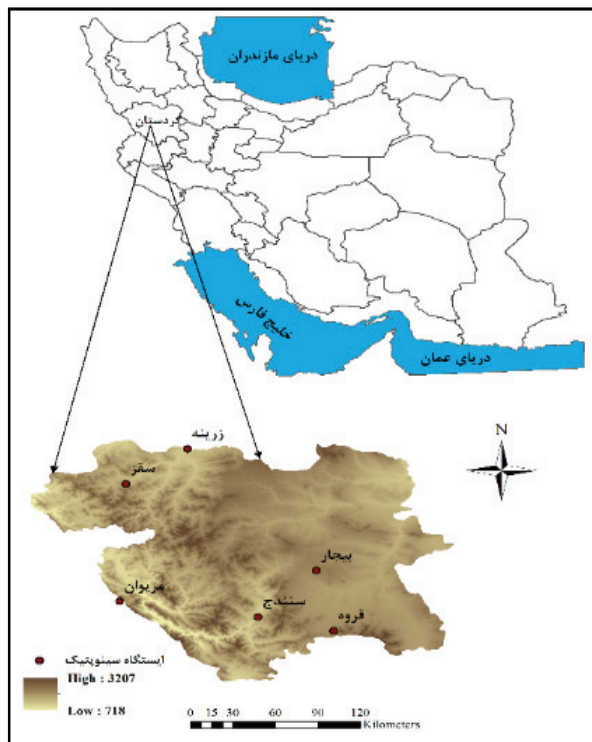 دریای مازندران
کردستان
خلیج فارس
دریای عمان
زرینه
سقز
N
بیجار
مریوان
سنندج
قروه
ایستگاه سینوپتیک
High : 3207
Low : 718
0 15 30 60 90 120
Kilometers